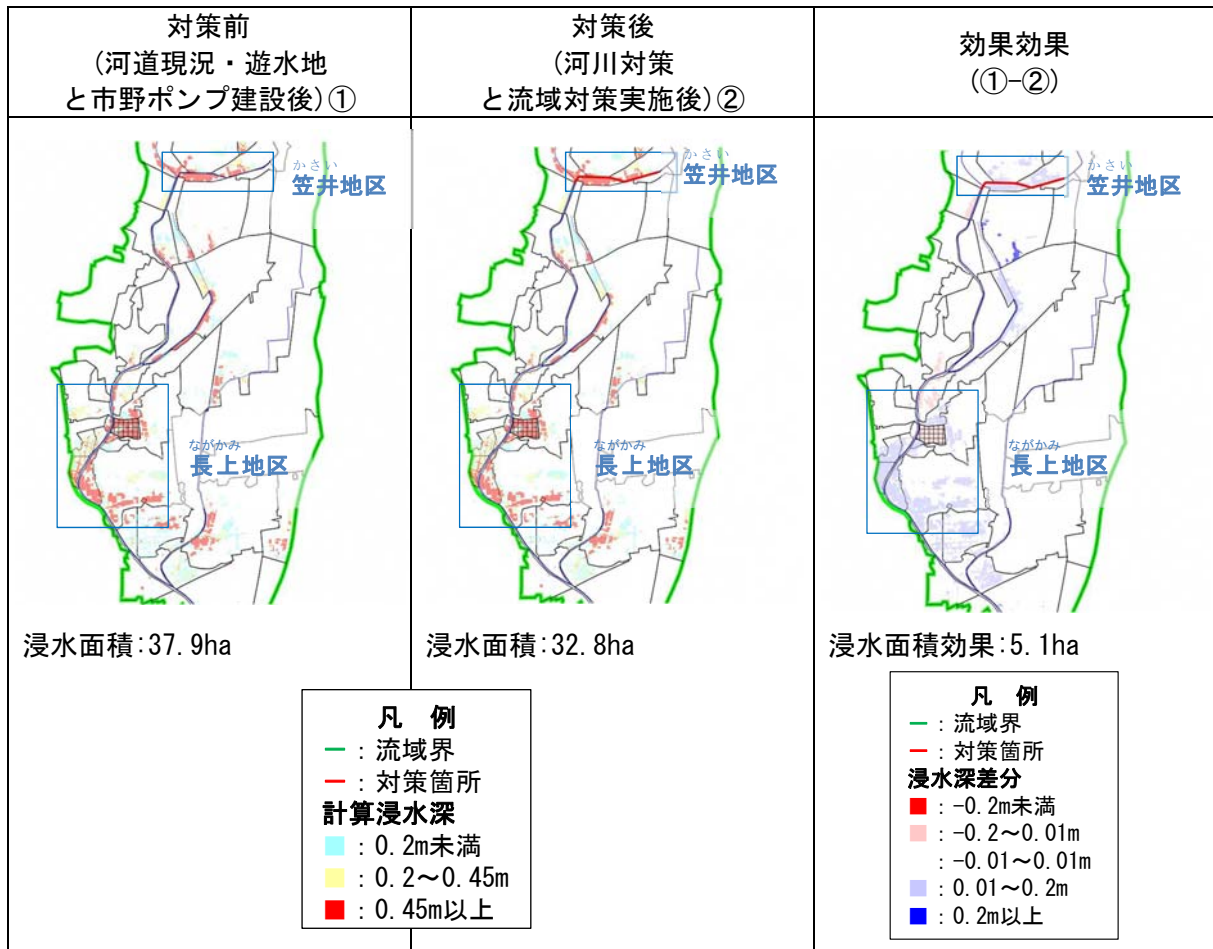 対策前
(河道現況・遊水地
と市野ポンプ建設後)①
対策後
(河川対策
と流域対策実施後)②
効果効果
(①-②)
かさい
笠井地区
ながかみ
長上地区
浸水面積:37.9ha
かさい
笠井地区
ながかみ
長上地区
浸水面積:32.8ha
かさい
笠井地区
ながかみ
長上地区
浸水面積効果:5.1ha
凡 例
:流域界
:対策箇所
計算浸水深
:0.2m未満
:0.2～0.45m
:0.45m以上
凡 例
:流域界
:対策箇所
浸水深差分
:-0.2m未満
:-0.2～0.01m
:-0.01～0.01m
:0.01～0.2m
:0.2m以上